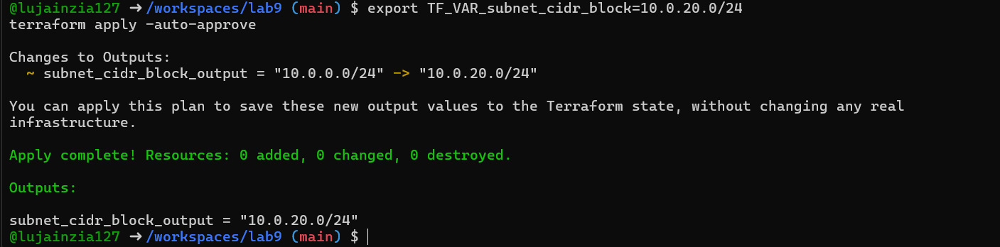 @lujainzia127 → /workspaces/lab9 (main) $ export TF_VAR_subnet_cidr_block=10.0.20.0/24
terraform apply -auto-approve
Changes to Outputs:
~ subnet_cidr_block_output = "10.0.0.0/24" -> "10.0.20.0/24"
You can apply this plan to save these new output values to the Terraform state, without changing any real
infrastructure.
Apply complete! Resources: 0 added, 0 changed, 0 destroyed.
Outputs:
subnet_cidr_block_output = "10.0.20.0/24"
@lujainzia127 → /workspaces/lab9 (main) $